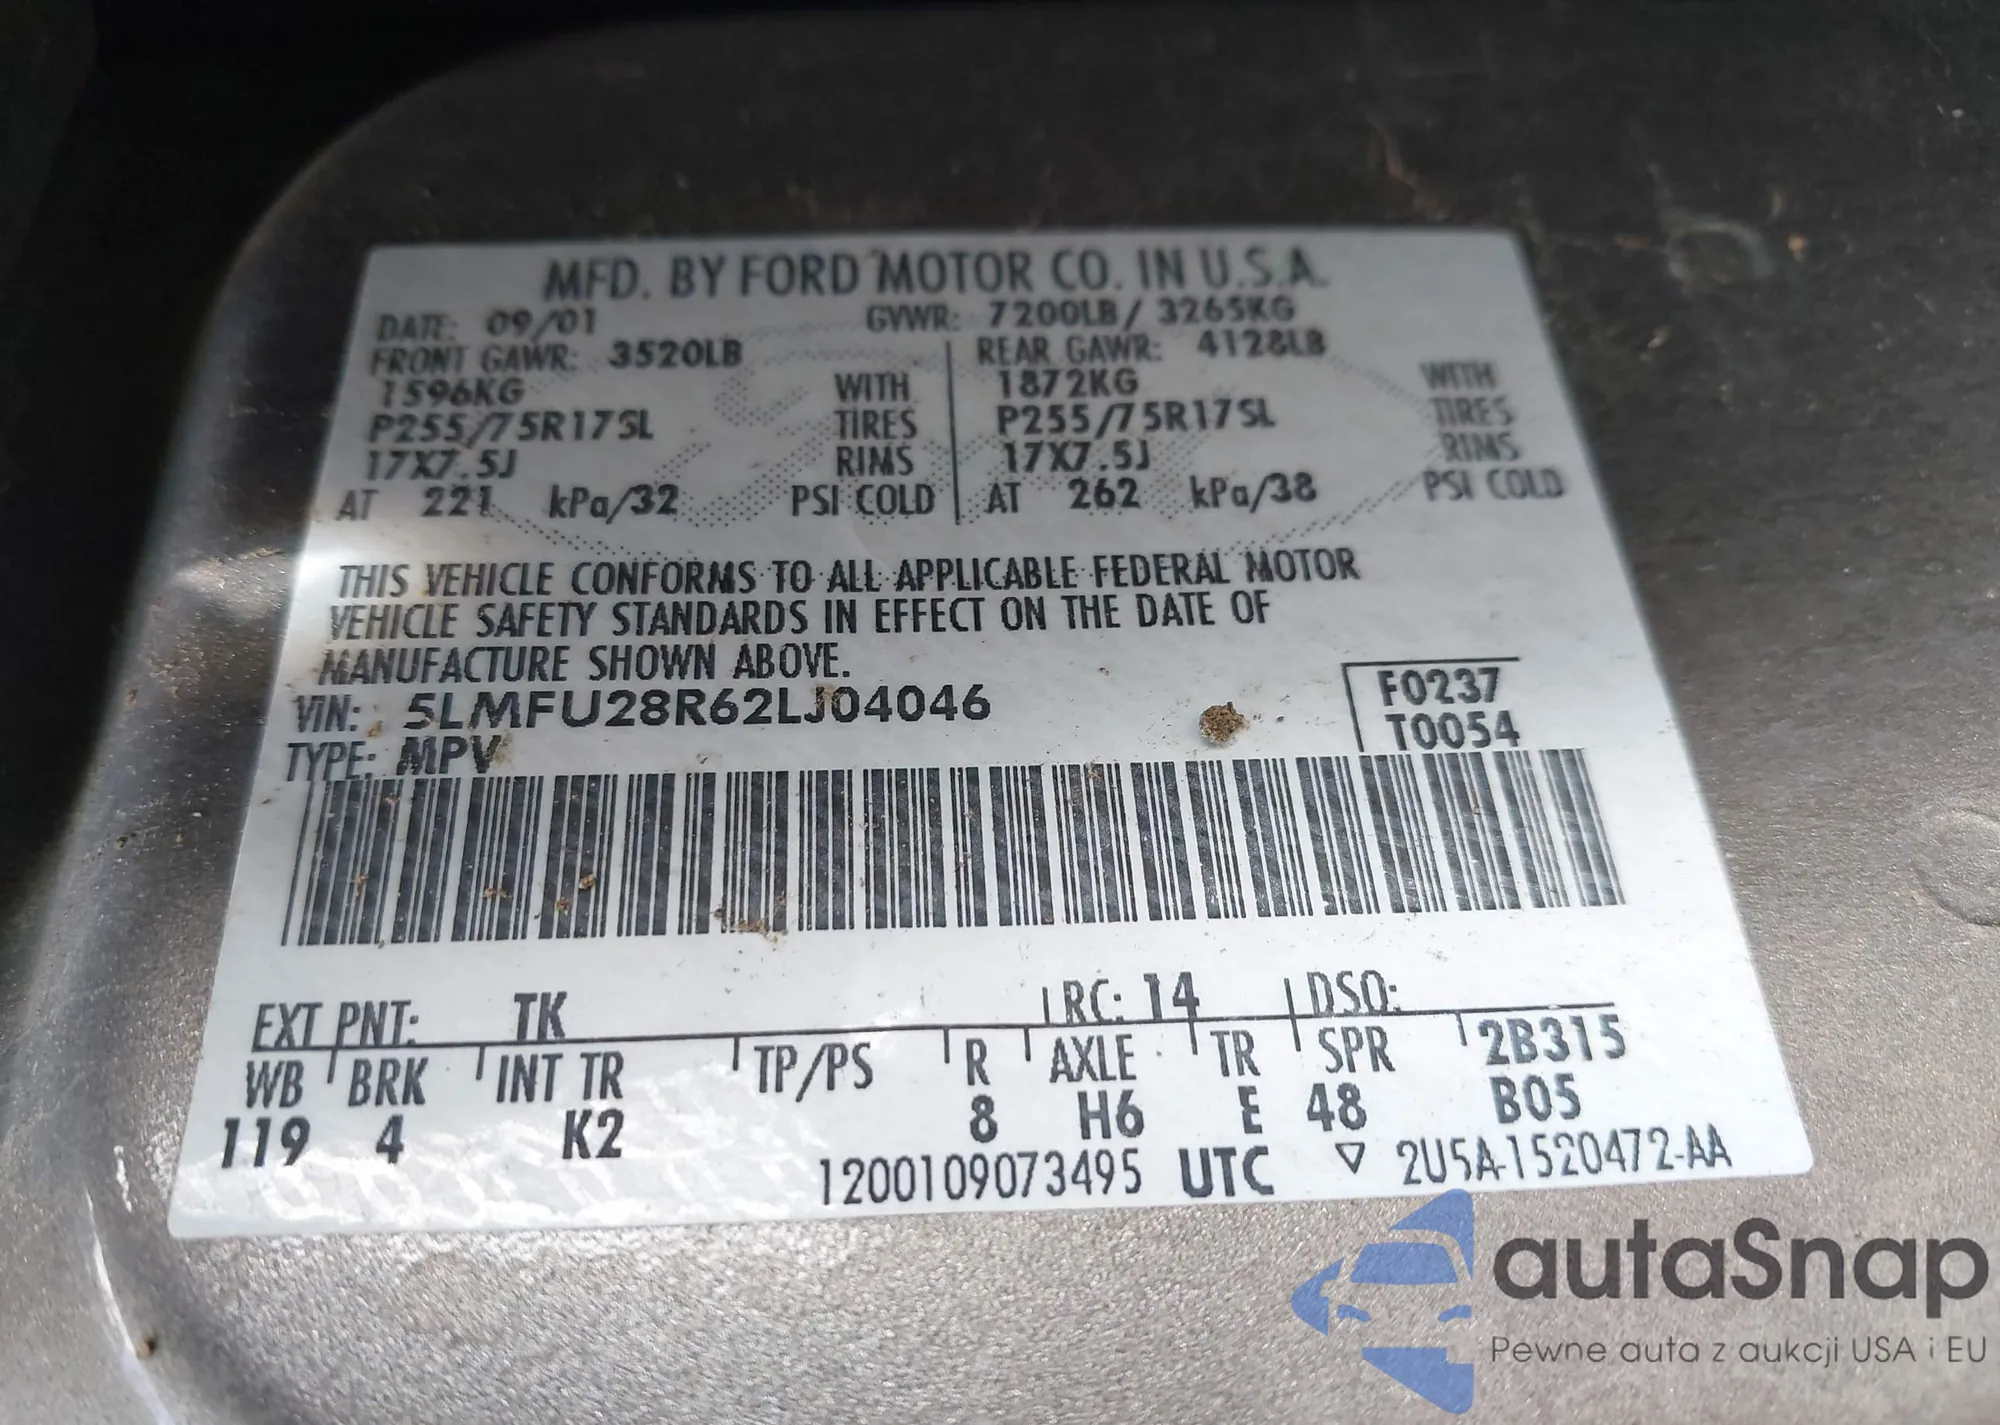 MFD. BY FORD MOTOR CO. IN U.S.A.
DATE: 09/01 GVWR: 7200LB / 3265KG
FRONT GAWR: 3520LB REAR GAWR: 4128LB
1596KG WITH 1872KG WITH
P255/75R17SL TIRES P255/75R17SL TIRES
17X7.5J RIMS 17X7.5J RIMS
AT 221 kPa/32 PSI COLD AT 262 kPa/38 PSI COLD
THIS VEHICLE CONFORMS TO ALL APPLICABLE FEDERAL MOTOR
VEHICLE SAFETY STANDARDS IN EFFECT ON THE DATE OF
MANUFACTURE SHOWN ABOVE.
VIN: 5LMFU28R62LJ04046 F0237
TYPE: MPV T0054
EXT PNT: TK RC: 14 DSO:
WB BRK INT TR TP/PS R AXLE TR SPR 2B315
119 4 K2 8 H6 E 48 B05
1200109073495 UTC ▽ 2U5A-1520472-AA
autaSnap
Pewne auta z aukcji USA i EU